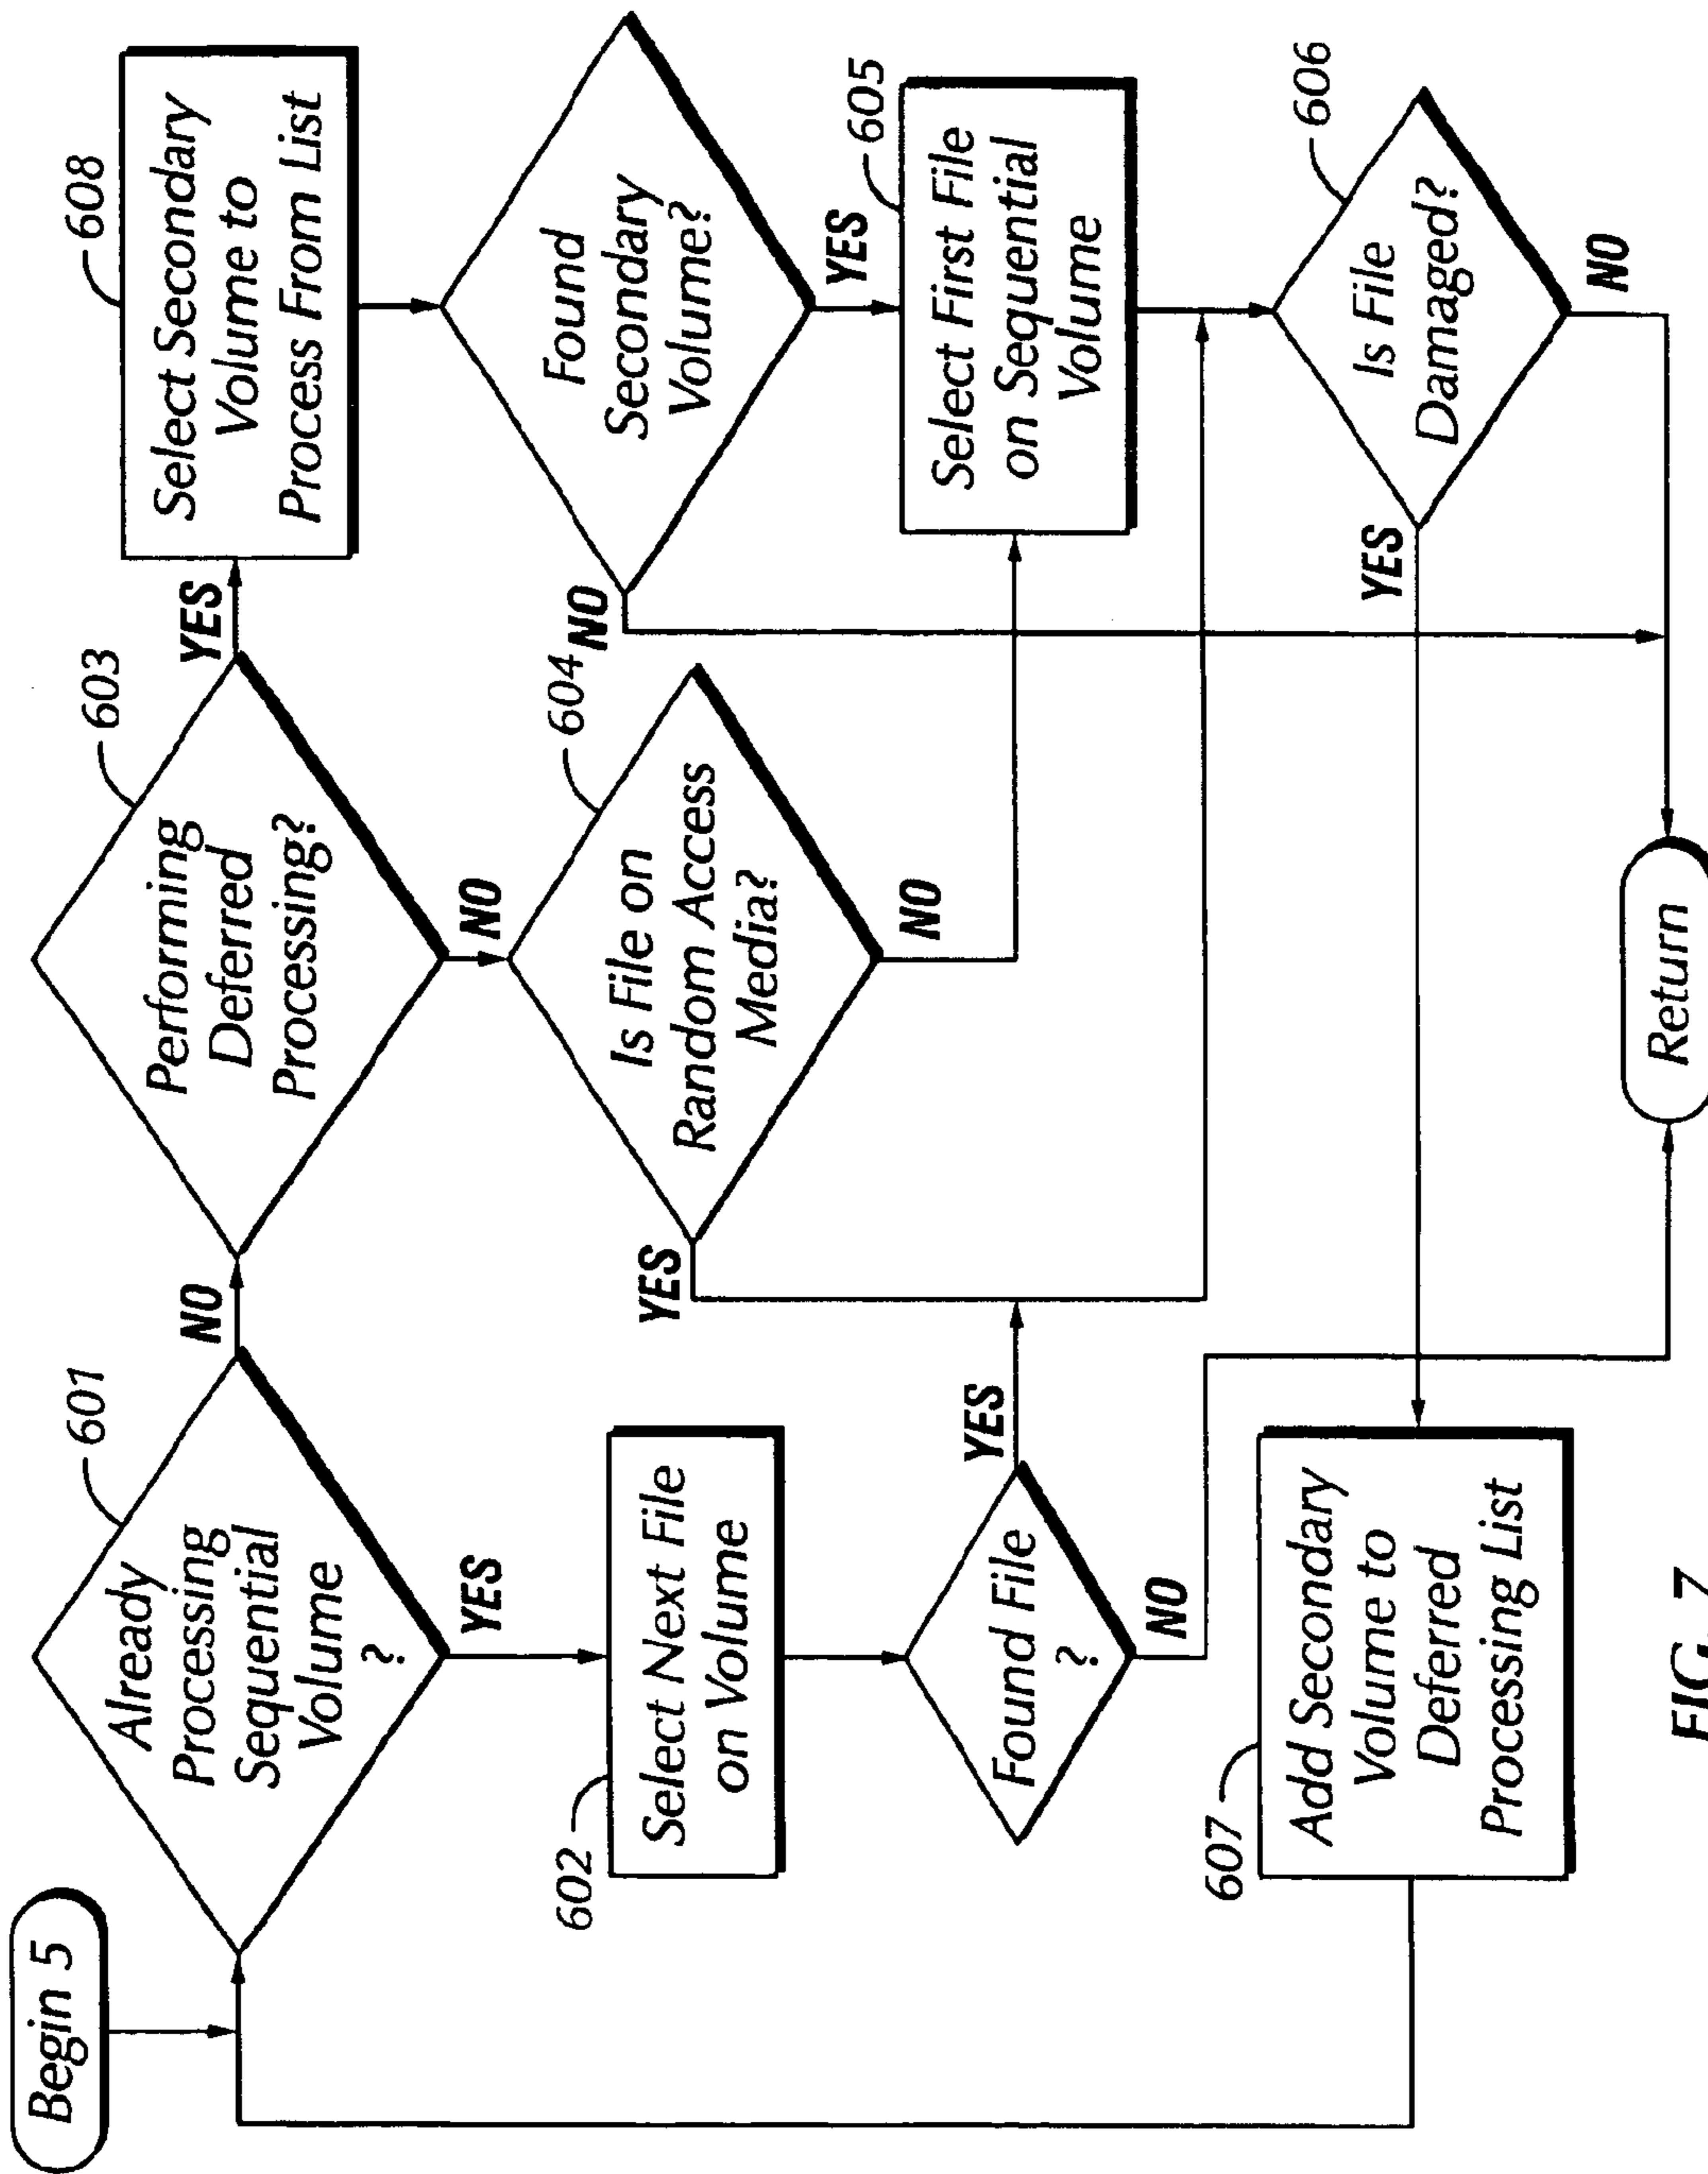 Begin 5
601
Already
Processing
Sequential
Volume
?
NO
YES
603
Performing
Deferred
Processing?
YES
NO
608
Select Secondary
Volume to
Process From List
602
Select Next File
on Volume
604
Is File on
Random Access
Media?
YES
NO
Found
Secondary
Volume?
NO
YES
Found File
?
YES
NO
605
Select First File
on Sequential
Volume
607
Add Secondary
Volume to
Deferred
Processing List
606
Is File
Damaged?
YES
NO
Return
FIG. 7